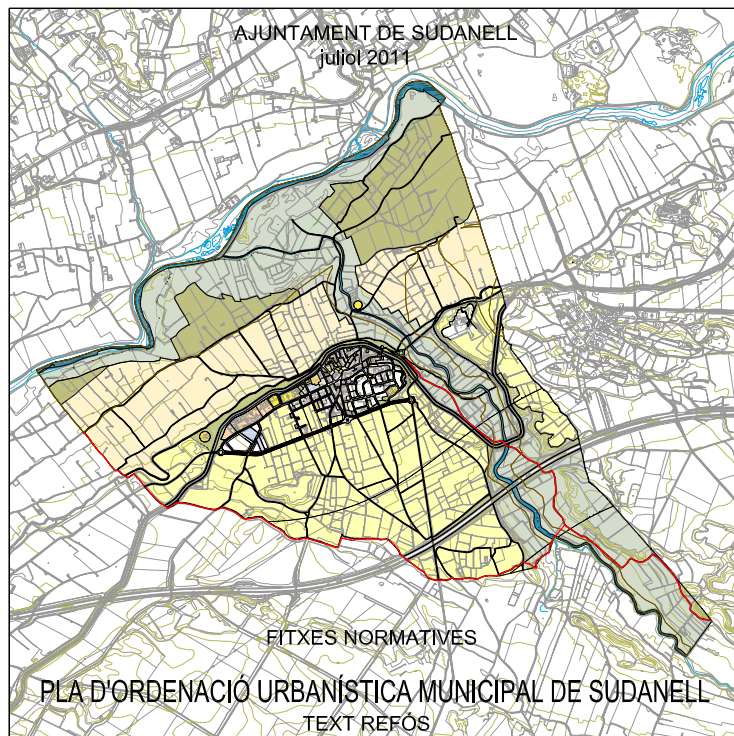 AJUNTAMENT DE SUDANELL
juliol 2011
FITXES NORMATIVES
PLA D'ORDENACIÓ URBANÍSTICA MUNICIPAL DE SUDANELL
TEXT REFÓS